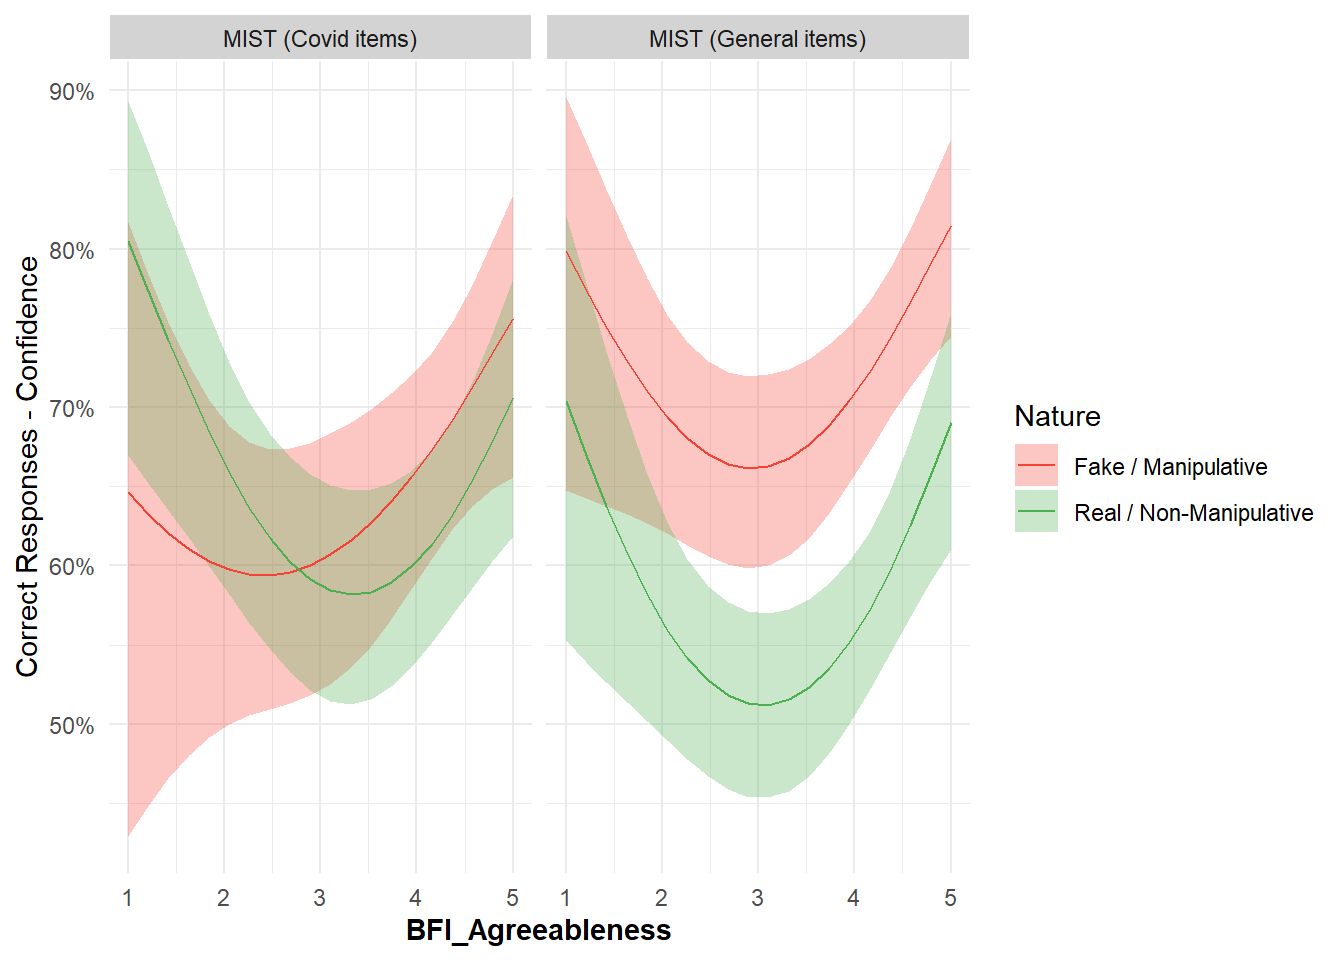 MIST (Covid items)
MIST (General items)
90%
80%
70%
60%
50%
Correct Responses - Confidence
1 2 3 4 5
1 2 3 4 5
BFI_Agreeableness
Nature
Fake / Manipulative
Real / Non-Manipulative